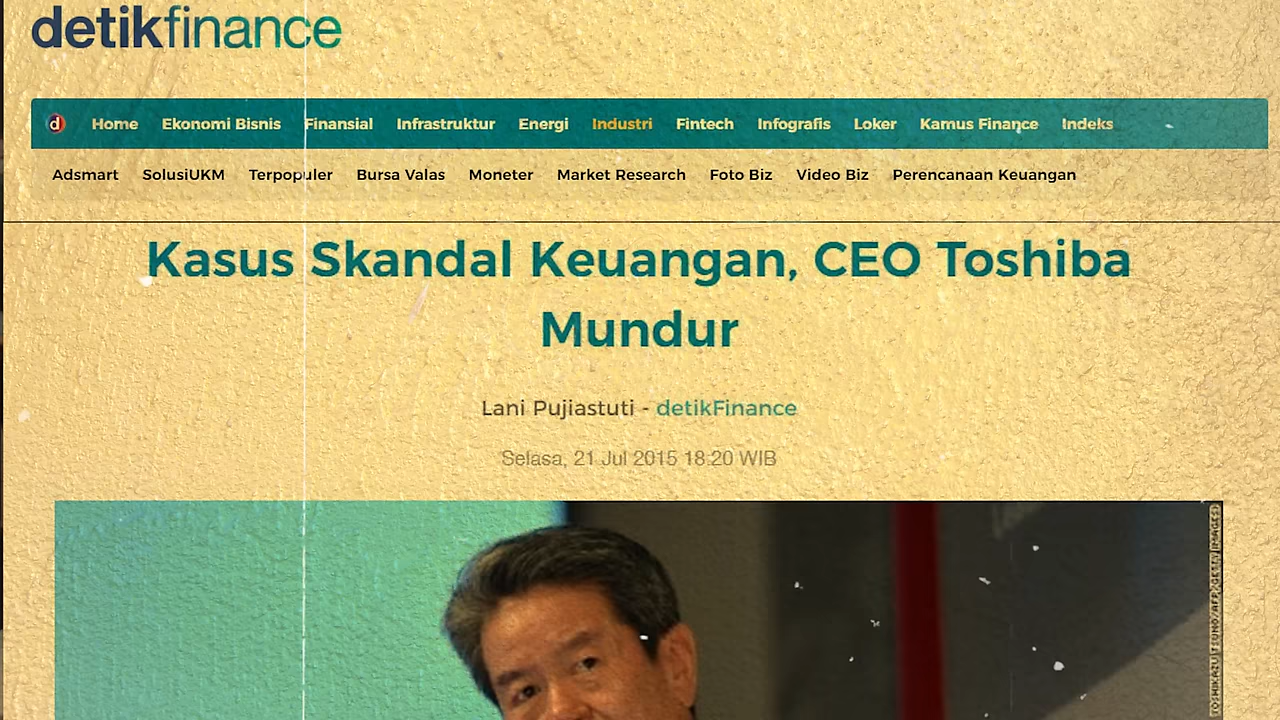 detikfinance
d Home Ekonomi Bisnis Finansial Infrastruktur Energi Industri Fintech Infografis Loker Kamus Finance Indeks
Adsmart SolusiUKM Terpopuler Bursa Valas Moneter Market Research Foto Biz Video Biz Perencanaan Keuangan
Kasus Skandal Keuangan, CEO Toshiba
Mundur
Lani Pujiastuti - detikFinance
Selasa, 21 Jul 2015 18:20 WIB